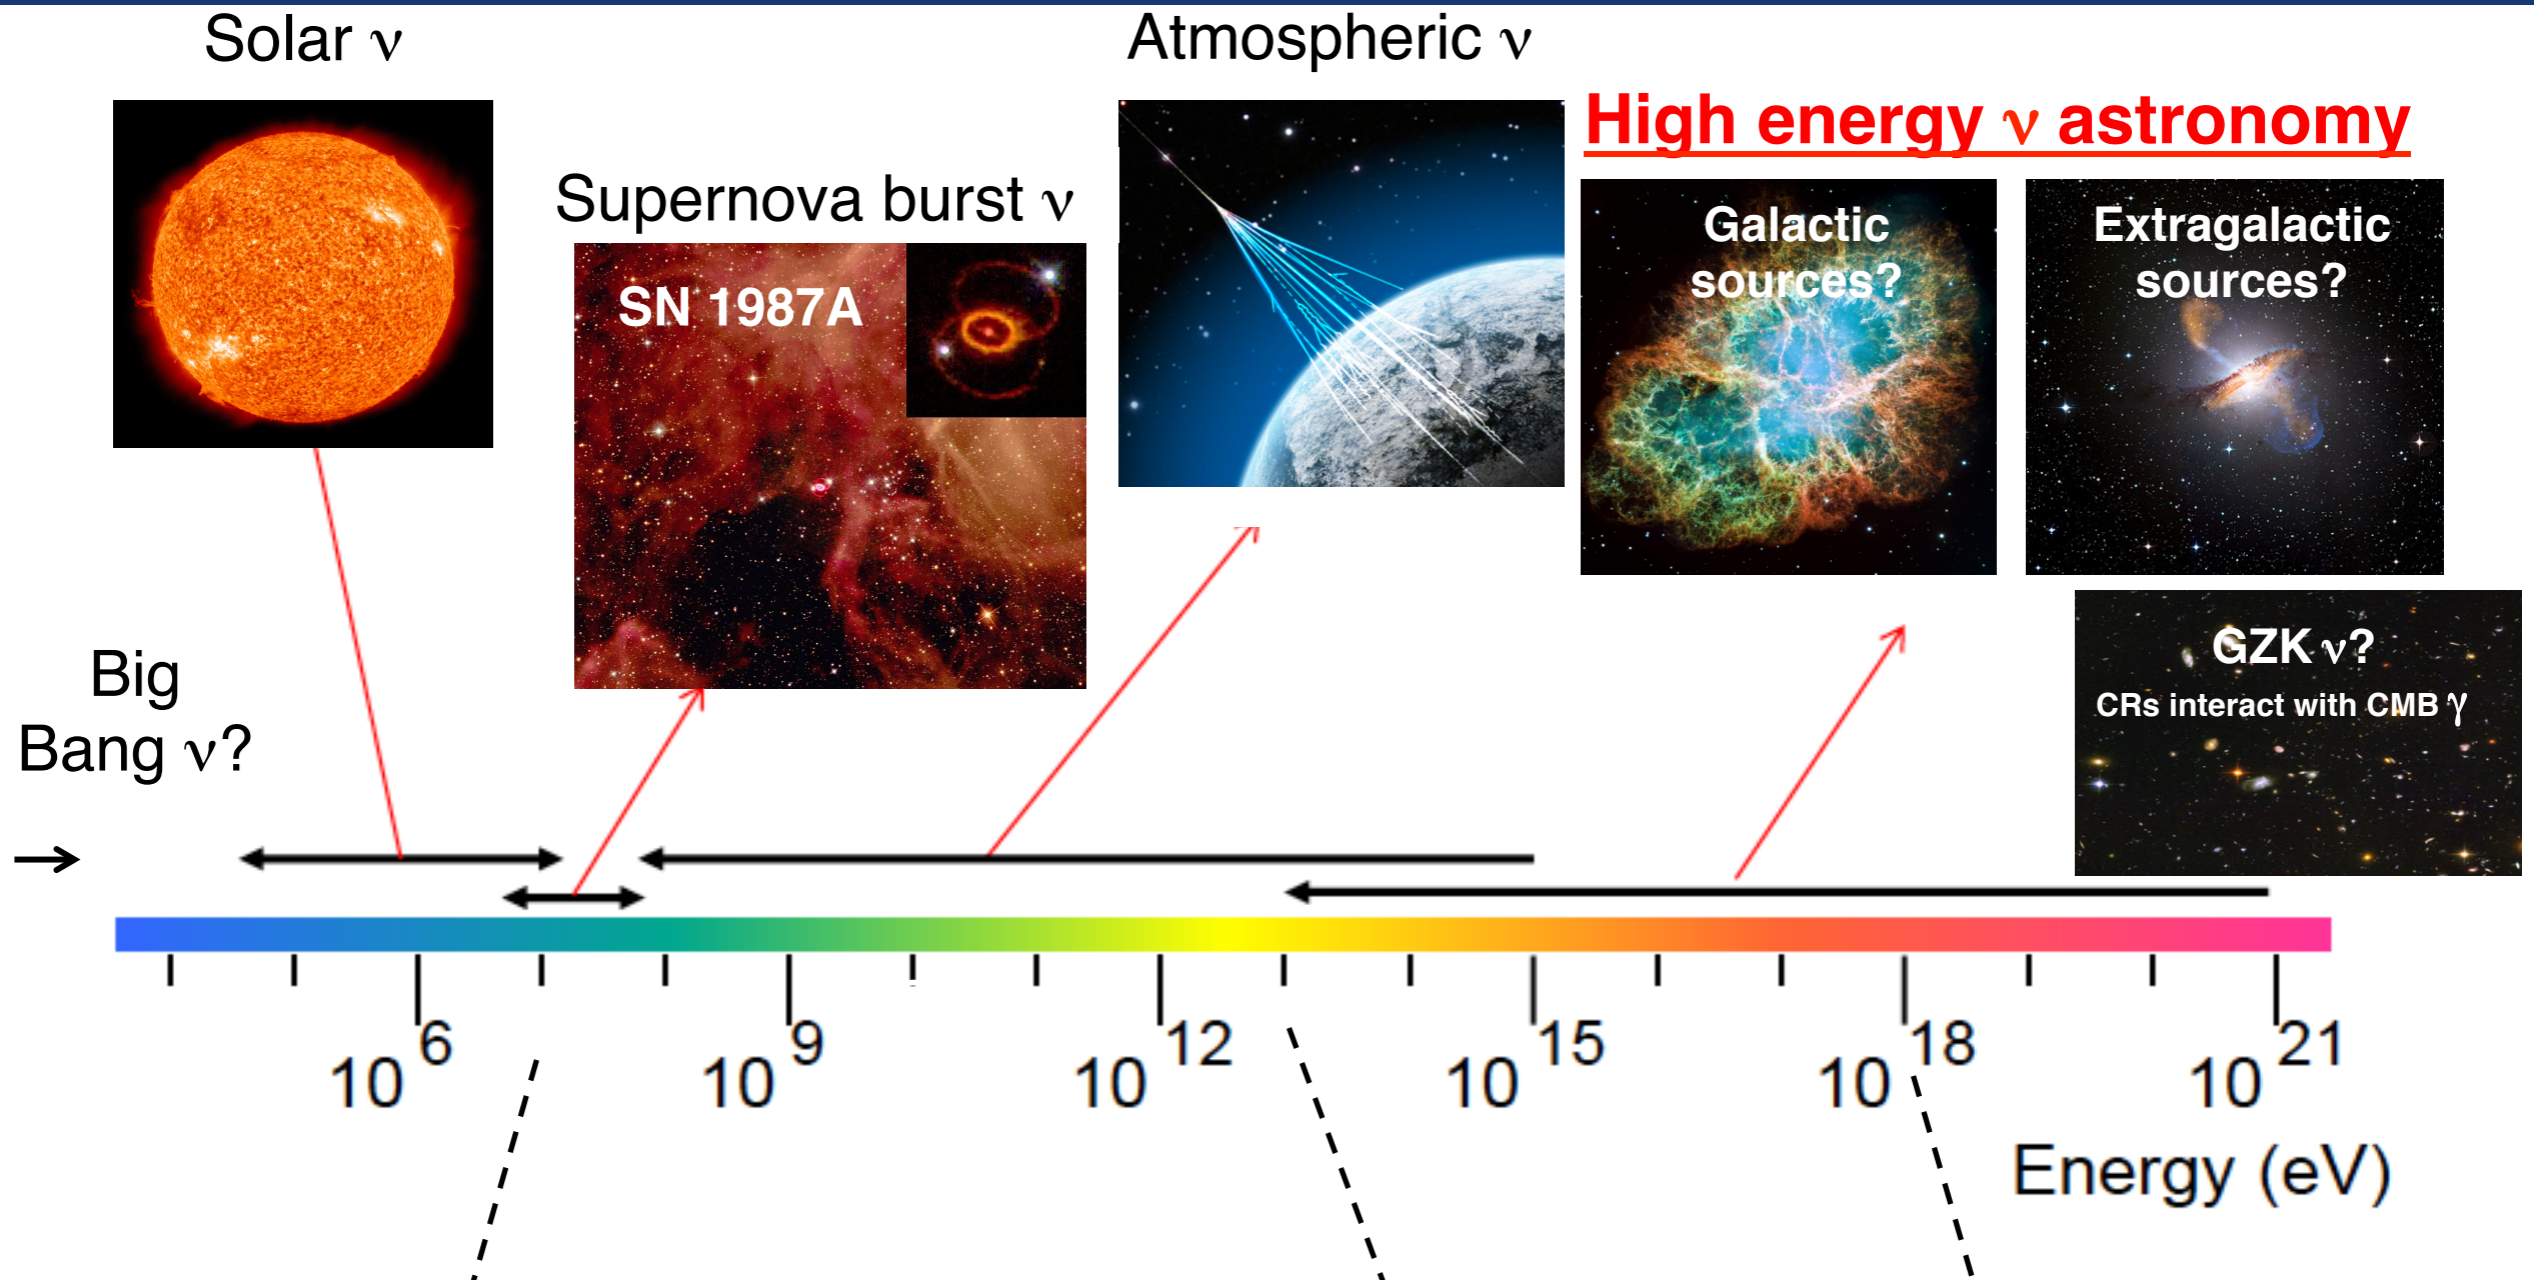 Solar ν
Atmospheric ν
High energy ν astronomy
Supernova burst ν
SN 1987A
Galactic
sources?
Extragalactic
sources?
GZK ν?
CRs interact with CMB γ
Big
Bang ν?
10^6 10^9 10^12 10^15 10^18 10^21
Energy (eV)